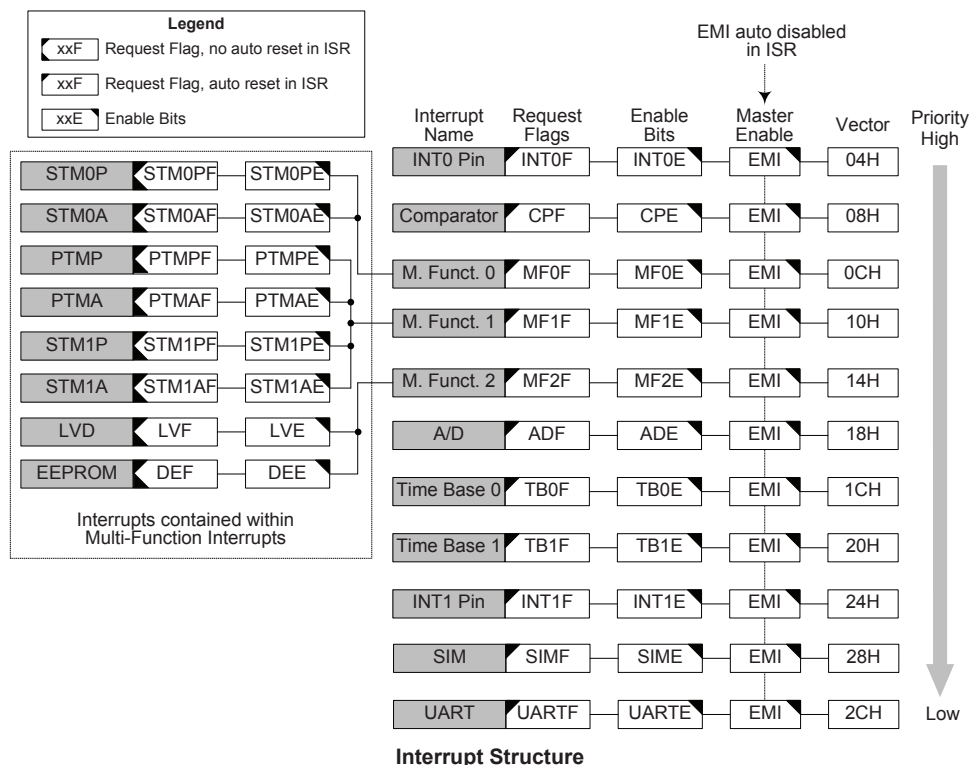 Legend
xxF Request Flag, no auto reset in ISR
xxF Request Flag, auto reset in ISR
xxE Enable Bits
EMI auto disabled
in ISR
Interrupt Name Request Flags Enable Bits Master Enable Vector Priority
High
STM0P STM0PF STM0PE
STM0A STM0AF STM0AE
PTMP PTMPF PTMPE
PTMA PTMAF PTMAE
STM1P STM1PF STM1PE
STM1A STM1AF STM1AE
LVD LVF LVE
EEPROM DEF DEE
Interrupts contained within
Multi-Function Interrupts
INT0 Pin INT0F INT0E EMI 04H
Comparator CPF CPE EMI 08H
M. Funct. 0 MF0F MF0E EMI 0CH
M. Funct. 1 MF1F MF1E EMI 10H
M. Funct. 2 MF2F MF2E EMI 14H
A/D ADF ADE EMI 18H
Time Base 0 TB0F TB0E EMI 1CH
Time Base 1 TB1F TB1E EMI 20H
INT1 Pin INT1F INT1E EMI 24H
SIM SIMF SIME EMI 28H
UART UARTF UARTE EMI 2CH Low
Interrupt Structure